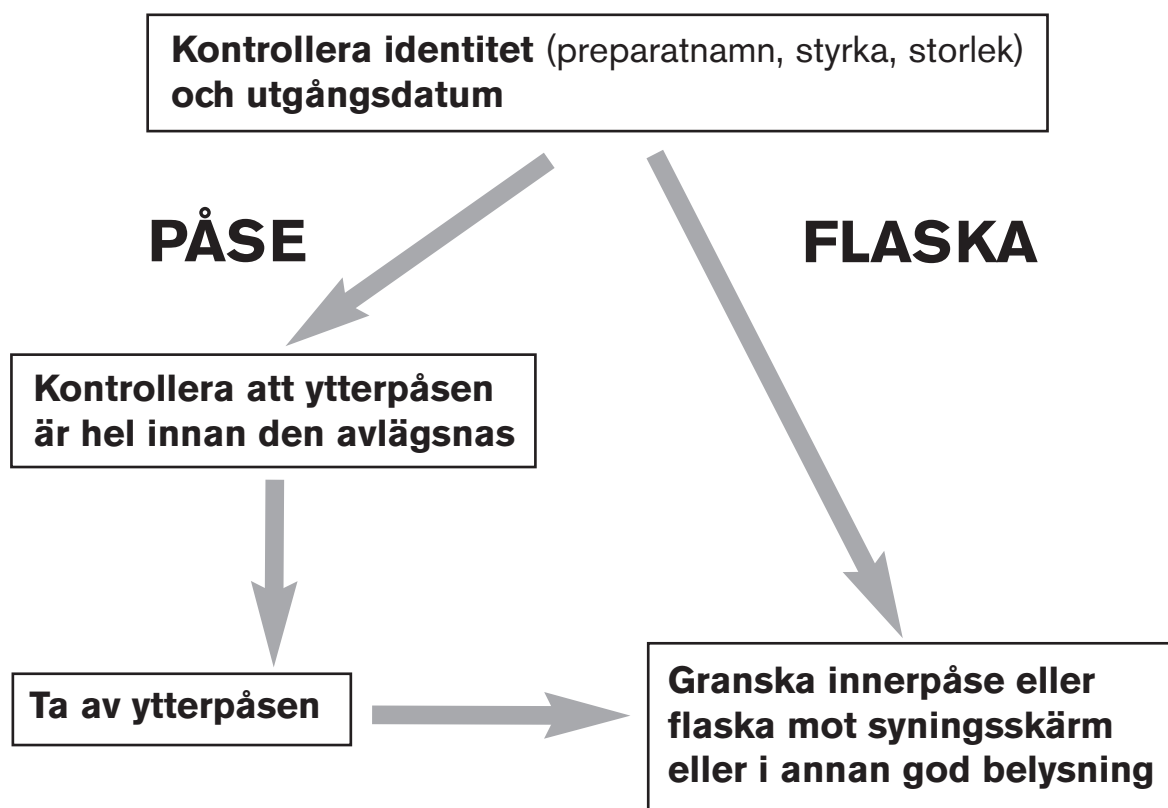 Kontrollera identitet (preparatnamn, styrka, storlek)
och utgångsdatum
PÅSE
FLASKA
Kontrollera att ytterpåsen
är hel innan den avlägsnas
Ta av ytterpåsen
Granska innerpåse eller
flaska mot syningsskärm
eller i annan god belysning